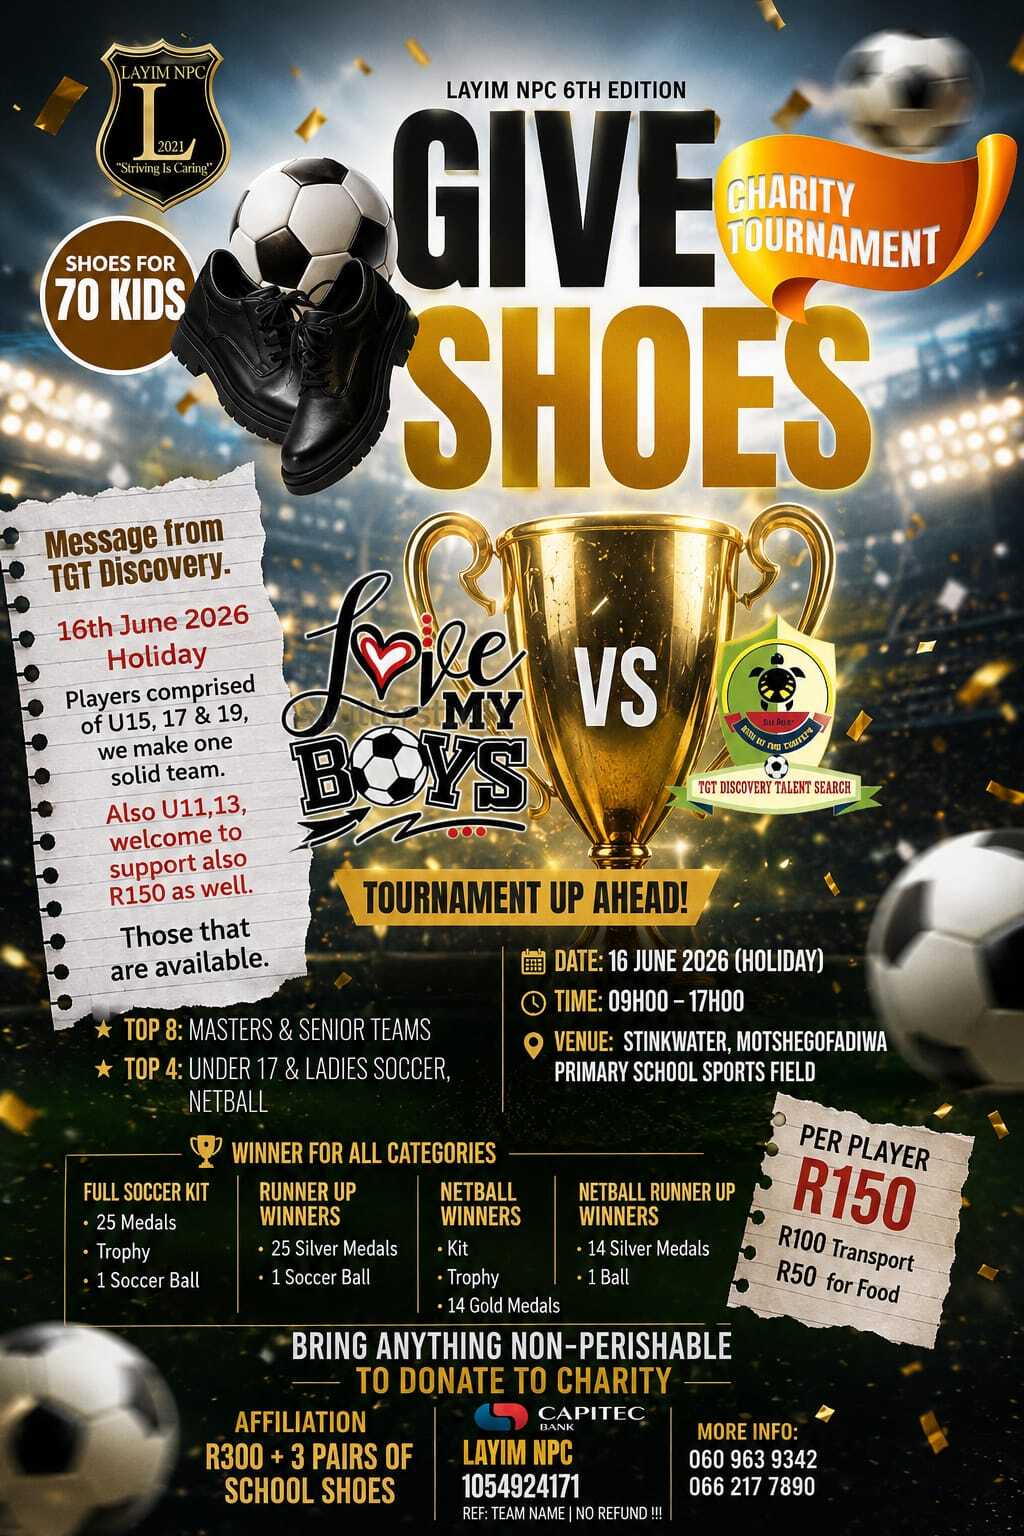 LAYIM NPC
L
2021
"Striving Is Caring"
LAYIM NPC 6TH EDITION
GIVE
SHOES
CHARITY
TOURNAMENT
SHOES FOR
70 KIDS
Message from
TGT Discovery.
16th June 2026
Holiday
Players comprised
of U15, 17 & 19,
we make one
solid team.
Also U11,13,
welcome to
support also
R150 as well.
Those that
are available.
Love
MY
BOYS
VS
TGT DISCOVERY TALENT SEARCH
TOURNAMENT UP AHEAD!
★ TOP 8: MASTERS & SENIOR TEAMS
★ TOP 4: UNDER 17 & LADIES SOCCER,
NETBALL
DATE: 16 JUNE 2026 (HOLIDAY)
TIME: 09H00 – 17H00
VENUE: STINKWATER, MOTSHEGOFADIWA
PRIMARY SCHOOL SPORTS FIELD
PER PLAYER
R150
R100 Transport
R50 for Food
WINNER FOR ALL CATEGORIES
FULL SOCCER KIT
• 25 Medals
• Trophy
• 1 Soccer Ball
RUNNER UP
WINNERS
• 25 Silver Medals
• 1 Soccer Ball
NETBALL
WINNERS
• Kit
• Trophy
• 14 Gold Medals
NETBALL RUNNER UP
WINNERS
• 14 Silver Medals
• 1 Ball
BRING ANYTHING NON-PERISHABLE
TO DONATE TO CHARITY
AFFILIATION
R300 + 3 PAIRS OF
SCHOOL SHOES
CAPITEC
BANK
LAYIM NPC
1054924171
REF: TEAM NAME | NO REFUND !!!
MORE INFO:
060 963 9342
066 217 7890